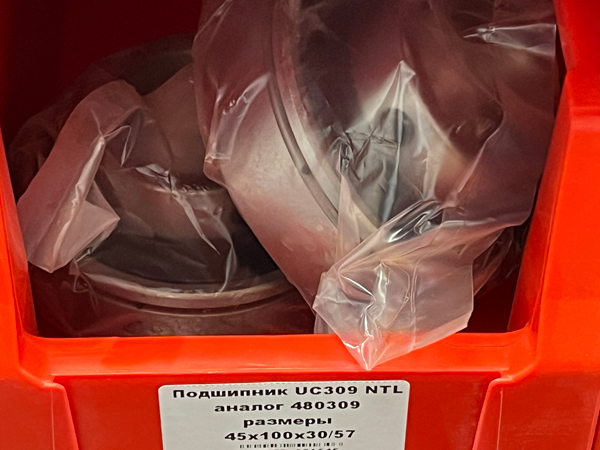 Подшипник UC309 NTL
аналог 480309
размеры
45x100x30/57